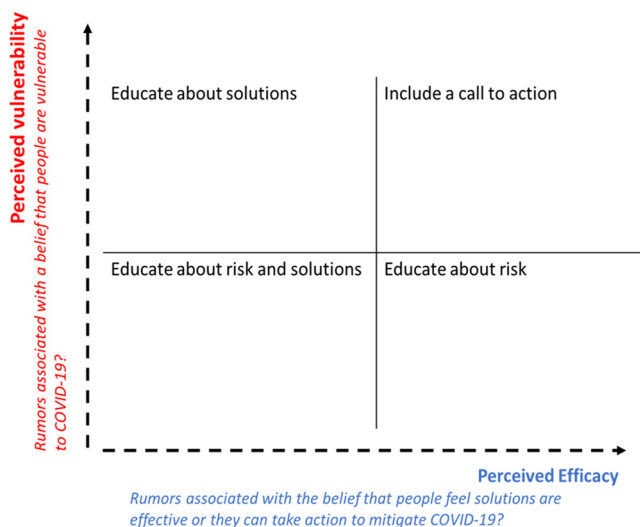 Perceived vulnerability
Rumors associated with a belief that people are vulnerable
to COVID-19?
Educate about solutions
Include a call to action
Educate about risk and solutions
Educate about risk
Perceived Efficacy
Rumors associated with the belief that people feel solutions are
effective or they can take action to mitigate COVID-19?